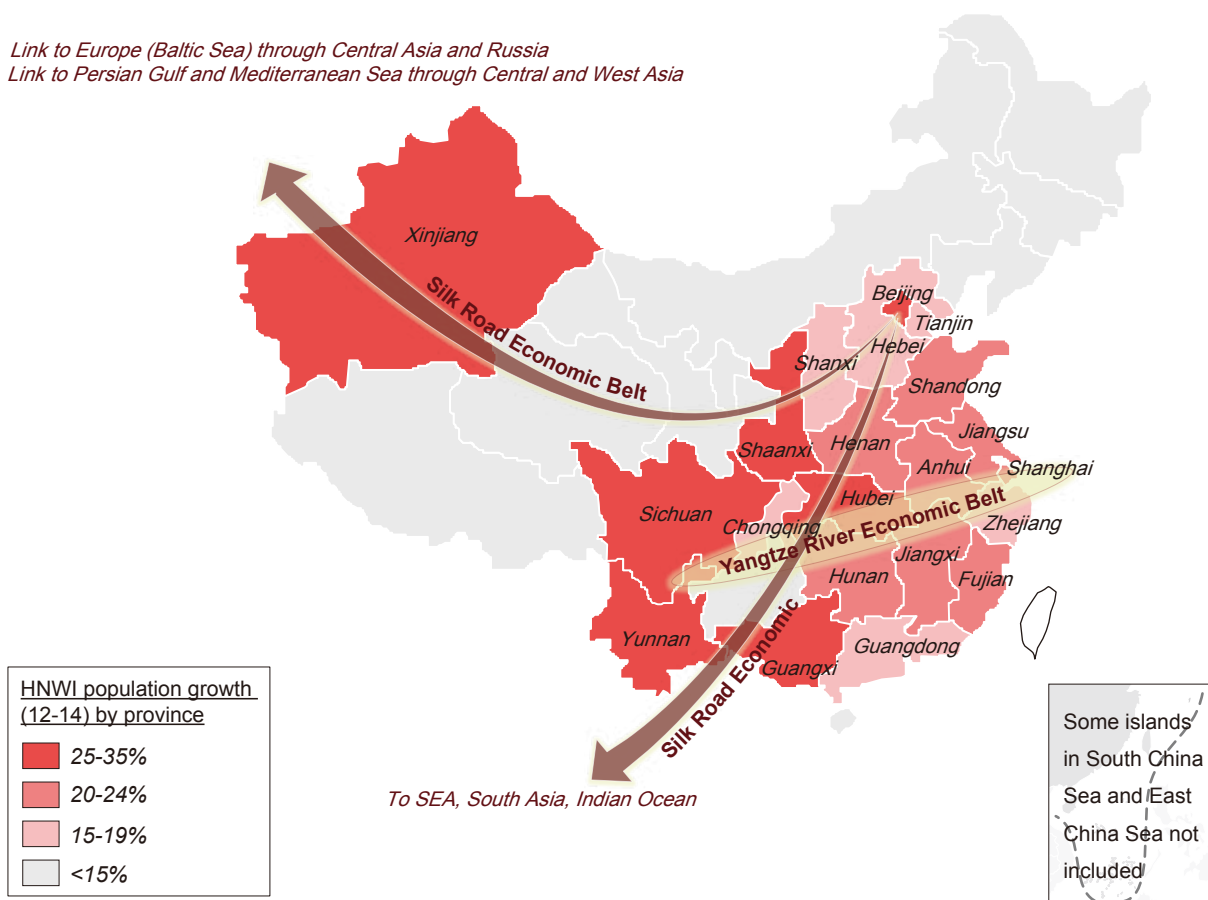 Link to Europe (Baltic Sea) through Central Asia and Russia
Link to Persian Gulf and Mediterranean Sea through Central and West Asia
Xinjiang
Silk Road Economic Belt
Beijing
Tianjin
Hebei
Shanxi
Shandong
Shaanxi
Henan
Jiangsu
Anhui
Shanghai
Hubei
Sichuan
Chongqing
Zhejiang
Yangtze River Economic Belt
Jiangxi
Hunan
Fujian
Yunnan
Guangxi
Guangdong
Silk Road Economic
To SEA, South Asia, Indian Ocean
HNWI population growth
(12-14) by province
25-35%
20-24%
15-19%
<15%
Some islands
in South China
Sea and East
China Sea not
included